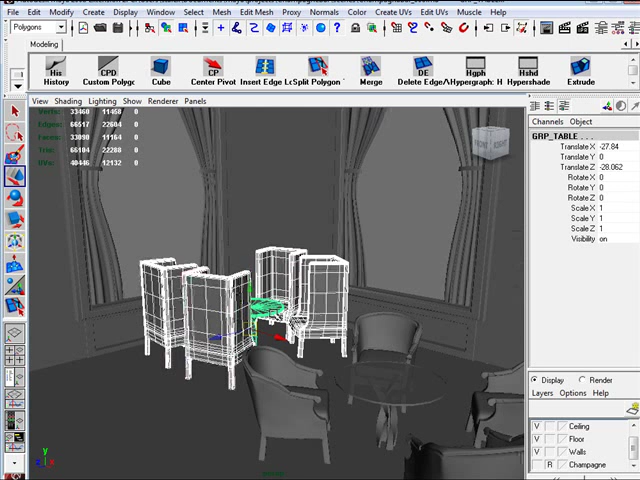 File Modify Create Display Window Select Mesh Edit Mesh Proxy Normals Color Create UVs Edit UVs Muscle Help
Polygons
Modeling
His CPD CP DE Hgph Hshd
History Custom Polygo Cube Center Pivot Insert Edge Lo Split Polygon Merge Delete Edge/ Hypergraph: H Hypershade Extrude
View Shading Lighting Show Renderer Panels
Verts: 33460 11458 0
Edges: 66517 22604 0
Faces: 33098 11164 0
Tris: 66104 22288 0
UVs: 40446 12132 0
FRONT RIGHT
Channels Object
GRP_TABLE . . .
Translate X -27.84
Translate Y 0
Translate Z -28.062
Rotate X 0
Rotate Y 0
Rotate Z 0
Scale X 1
Scale Y 1
Scale Z 1
Visibility on
Display Render
Layers Options Help
V Ceiling
V Floor
V Walls
R Champagne
y
persp